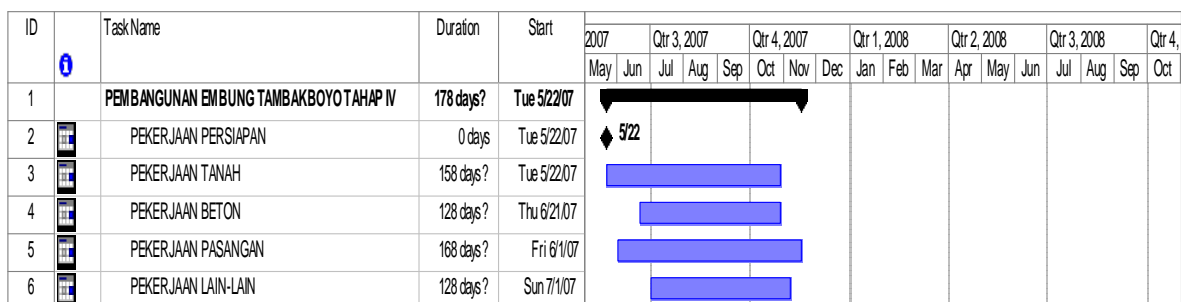 ID Task Name Duration Start 2007 Qtr 3, 2007 Qtr 4, 2007 Qtr 1, 2008 Qtr 2, 2008 Qtr 3, 2008 Qtr 4,
May Jun Jul Aug Sep Oct Nov Dec Jan Feb Mar Apr May Jun Jul Aug Sep Oct
1 PEMBANGUNAN EMBUNG TAMBAKBOYO TAHAP IV 178 days? Tue 5/22/07
2 PEKERJAAN PERSIAPAN 0 days Tue 5/22/07 5/22
3 PEKERJAAN TANAH 158 days? Tue 5/22/07
4 PEKERJAAN BETON 128 days? Thu 6/21/07
5 PEKERJAAN PASANGAN 168 days? Fri 6/1/07
6 PEKERJAAN LAIN-LAIN 128 days? Sun 7/1/07